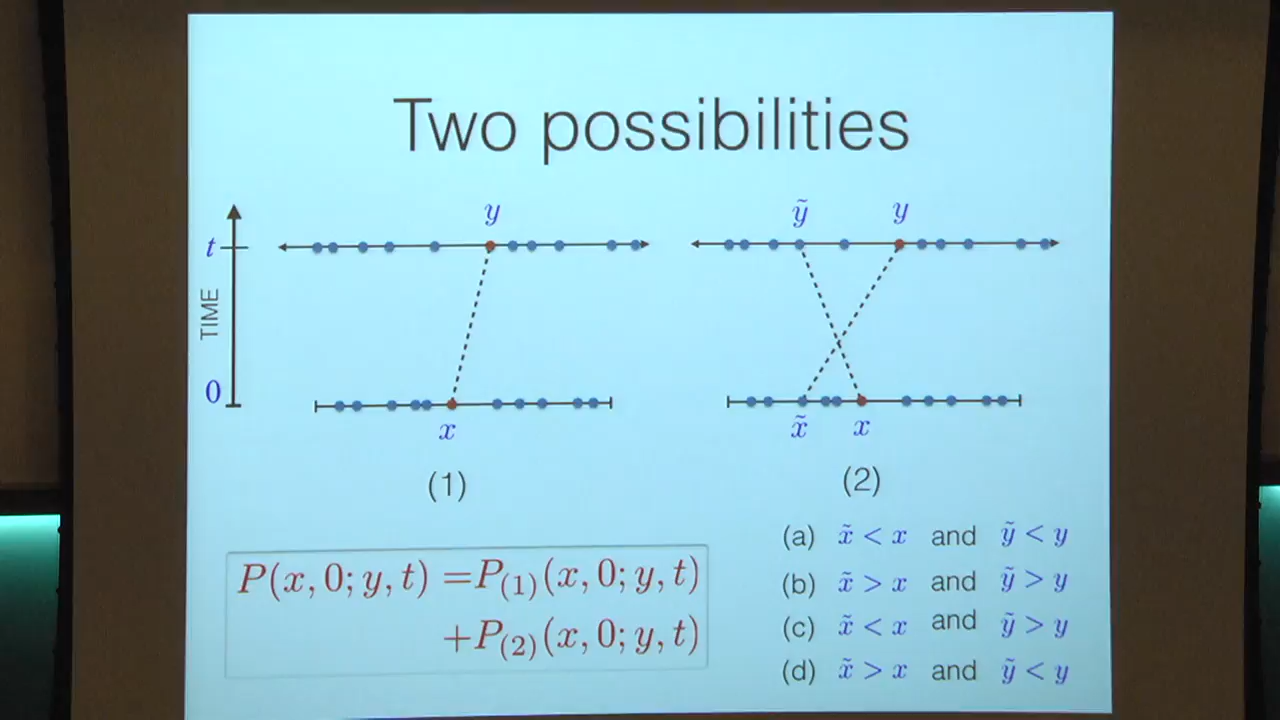 Two possibilities
y
t
TIME
0
x
(1)
ỹ y
x̃ x
(2)
P(x, 0; y, t) =P₍₁₎(x, 0; y, t)
+P₍₂₎(x, 0; y, t)
(a) x̃ < x and ỹ < y
(b) x̃ > x and ỹ > y
(c) x̃ < x and ỹ > y
(d) x̃ > x and ỹ < y